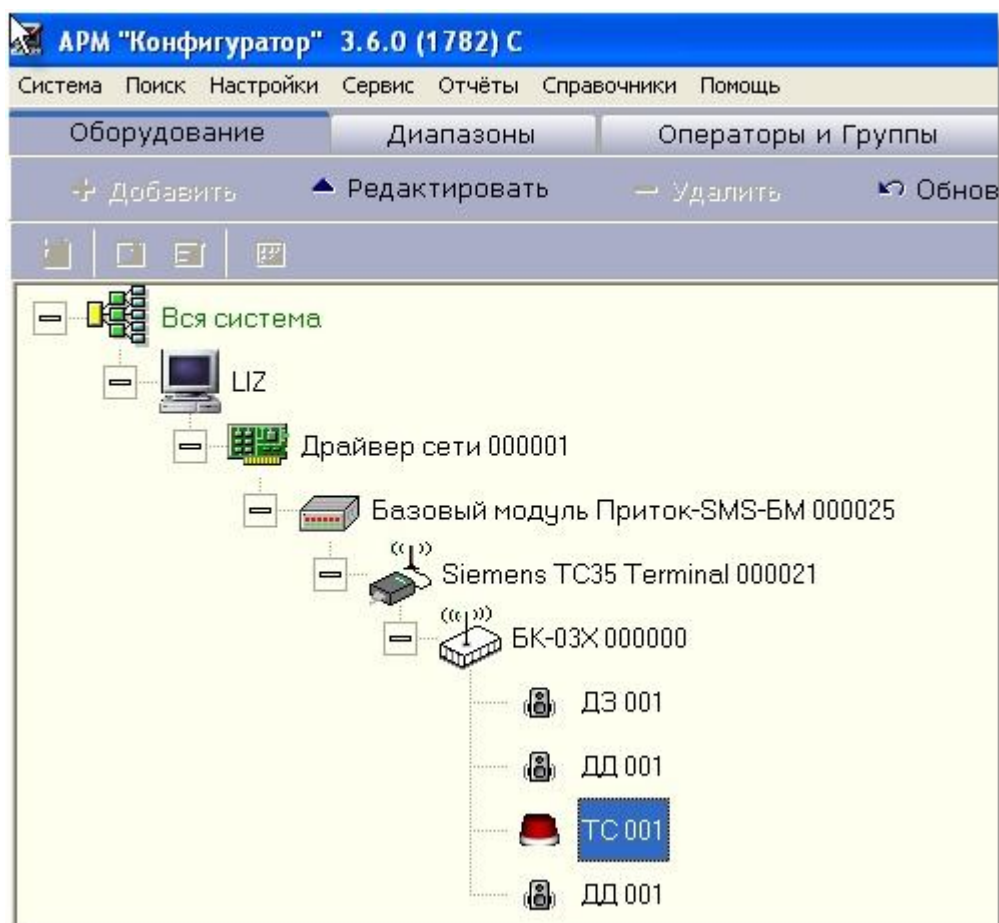 АРМ "Конфигуратор" 3.6.0 (1782) С
Система Поиск Настройки Сервис Отчёты Справочники Помощь
Оборудование Диапазоны Операторы и Группы
Добавить Редактировать Удалить Обнов
Вся система
LIZ
Драйвер сети 000001
Базовый модуль Приток-SMS-БМ 000025
Siemens TC35 Terminal 000021
БК-03Х 000000
ДЗ 001
ДД 001
ТС 001
ДД 001